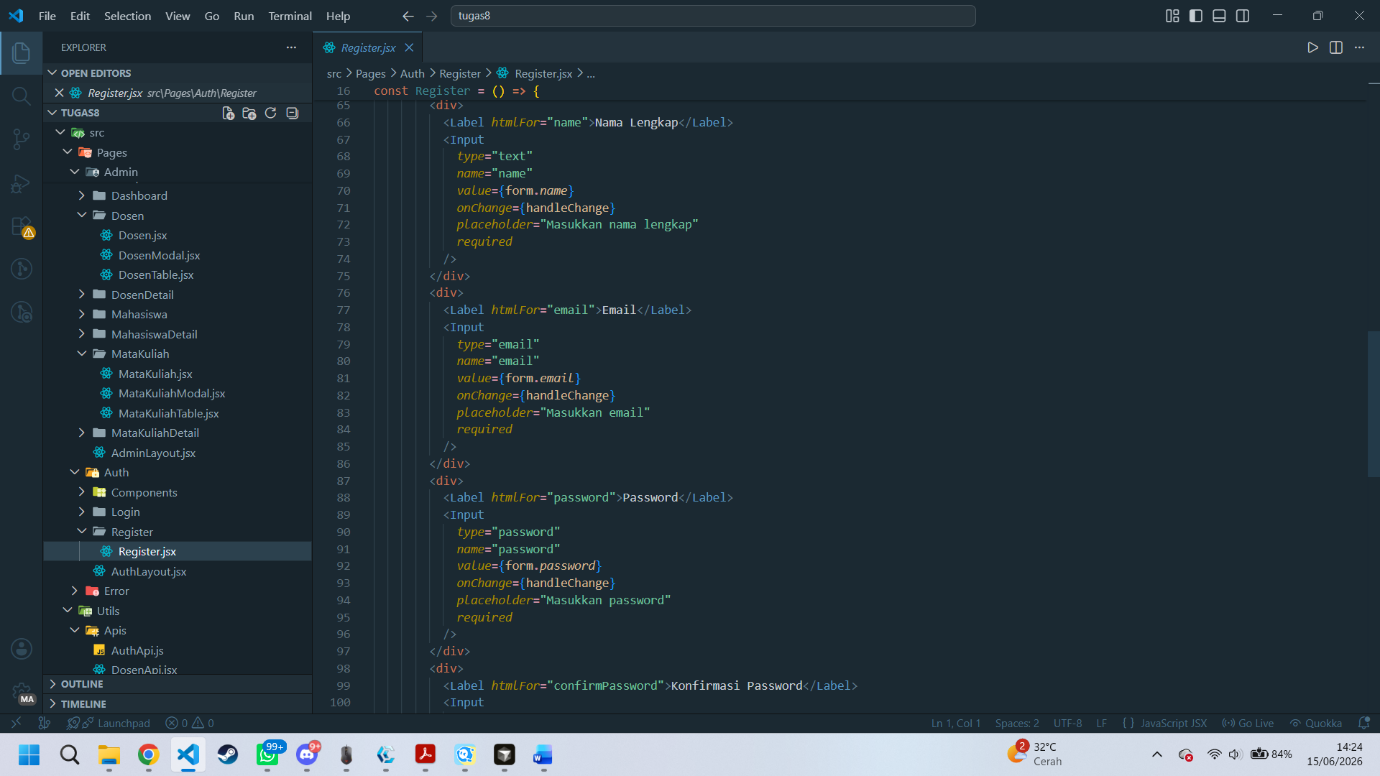 File Edit Selection View Go Run Terminal Help
tugas8
EXPLORER
OPEN EDITORS
Register.jsx src\Pages\Auth\Register
TUGAS8
src
Pages
Admin
Dashboard
Dosen
Dosen.jsx
DosenModal.jsx
DosenTable.jsx
DosenDetail
Mahasiswa
MahasiswaDetail
MataKuliah
MataKuliah.jsx
MataKuliahModal.jsx
MataKuliahTable.jsx
MataKuliahDetail
AdminLayout.jsx
Auth
Components
Login
Register
Register.jsx
AuthLayout.jsx
Error
Utils
Apis
AuthApi.js
DosenApi.jsx
OUTLINE
TIMELINE
Register.jsx
src > Pages > Auth > Register > Register.jsx > ...
16 const Register = () => {
65 <div>
66 <Label htmlFor="name">Nama Lengkap</Label>
67 <Input
68 type="text"
69 name="name"
70 value={form.name}
71 onChange={handleChange}
72 placeholder="Masukkan nama lengkap"
73 required
74 />
75 </div>
76 <div>
77 <Label htmlFor="email">Email</Label>
78 <Input
79 type="email"
80 name="email"
81 value={form.email}
82 onChange={handleChange}
83 placeholder="Masukkan email"
84 required
85 />
86 </div>
87 <div>
88 <Label htmlFor="password">Password</Label>
89 <Input
90 type="password"
91 name="password"
92 value={form.password}
93 onChange={handleChange}
94 placeholder="Masukkan password"
95 required
96 />
97 </div>
98 <div>
99 <Label htmlFor="confirmPassword">Konfirmasi Password</Label>
100 <Input
MA
Launchpad 0 0
Ln 1, Col 1 Spaces: 2 UTF-8 LF { } JavaScript JSX Go Live Quokka
99+
9+
2
32°C
Cerah
84%
14:24
15/06/2026